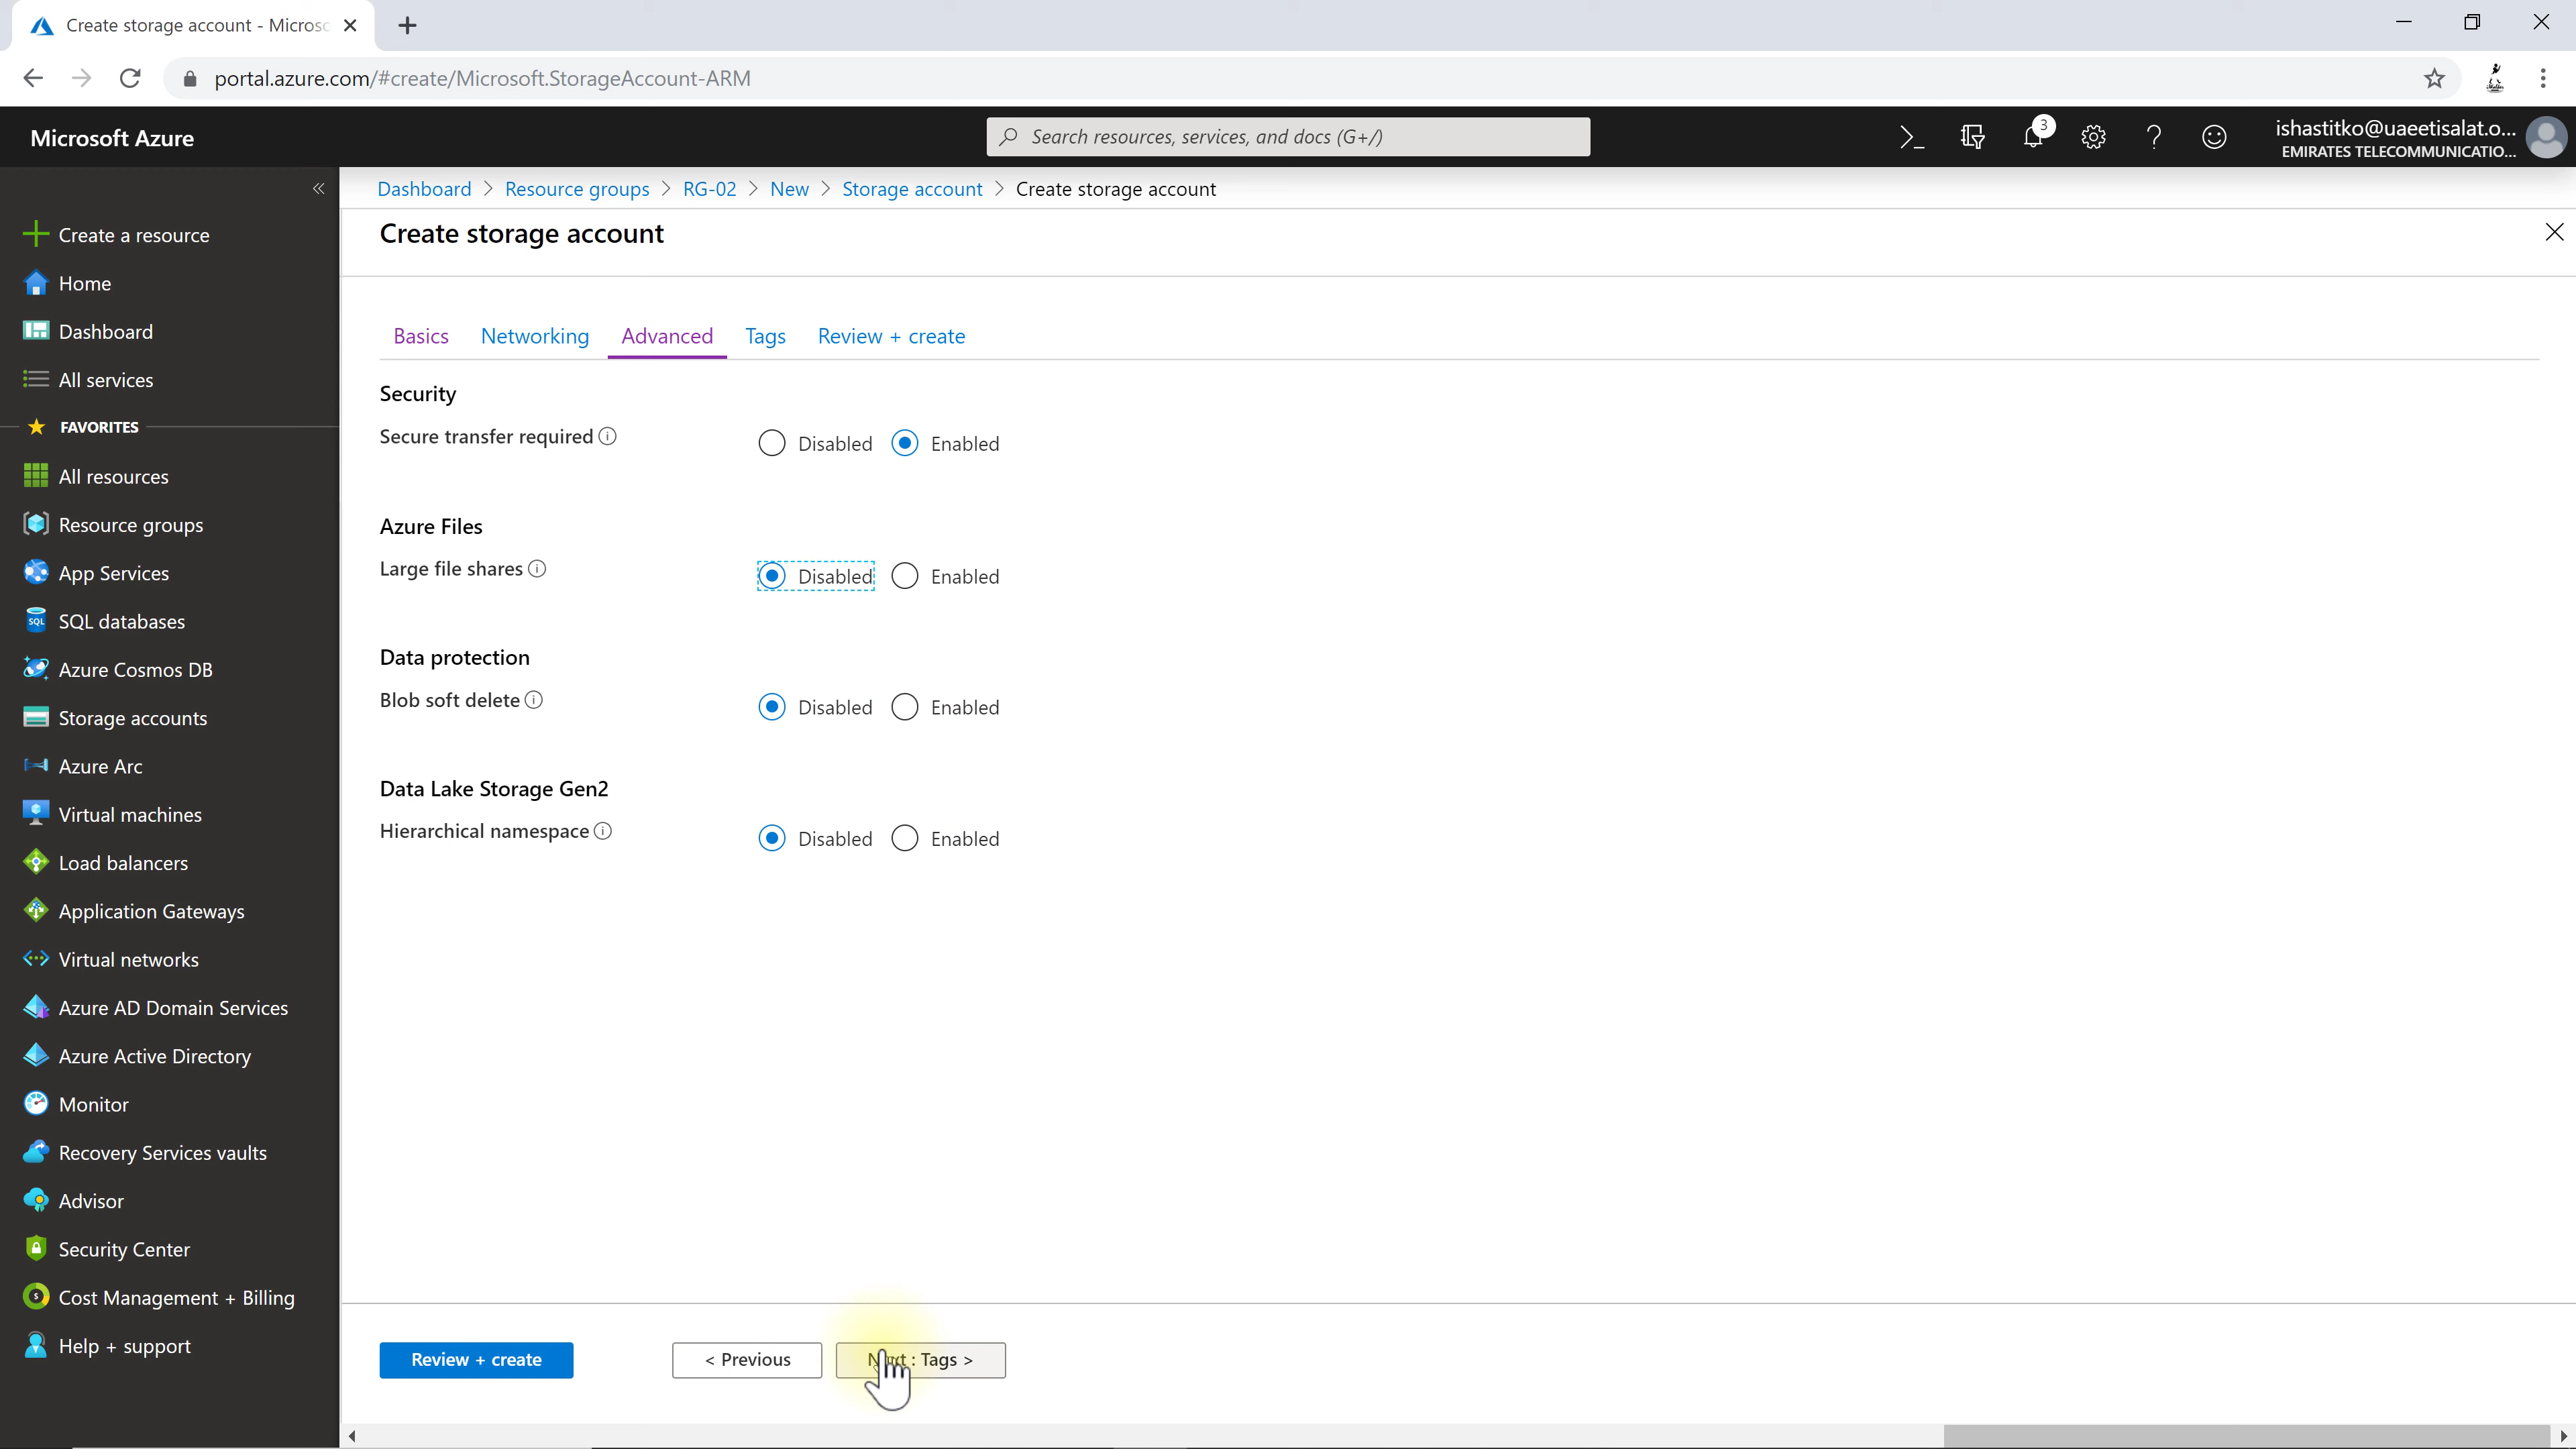 Create storage account - Micros
portal.azure.com/#create/Microsoft.StorageAccount-ARM
Microsoft Azure
Search resources, services, and docs (G+/)
3
ishastitko@uaeetisalat.o...
EMIRATES TELECOMMUNICATIO...
Dashboard > Resource groups > RG-02 > New > Storage account > Create storage account
Create storage account
Create a resource
Home
Dashboard
All services
FAVORITES
All resources
Resource groups
App Services
SQL databases
Azure Cosmos DB
Storage accounts
Azure Arc
Virtual machines
Load balancers
Application Gateways
Virtual networks
Azure AD Domain Services
Azure Active Directory
Monitor
Recovery Services vaults
Advisor
Security Center
Cost Management + Billing
Help + support
Basics Networking Advanced Tags Review + create
Security
Secure transfer required Disabled Enabled
Azure Files
Large file shares Disabled Enabled
Data protection
Blob soft delete Disabled Enabled
Data Lake Storage Gen2
Hierarchical namespace Disabled Enabled
Review + create < Previous Next : Tags >